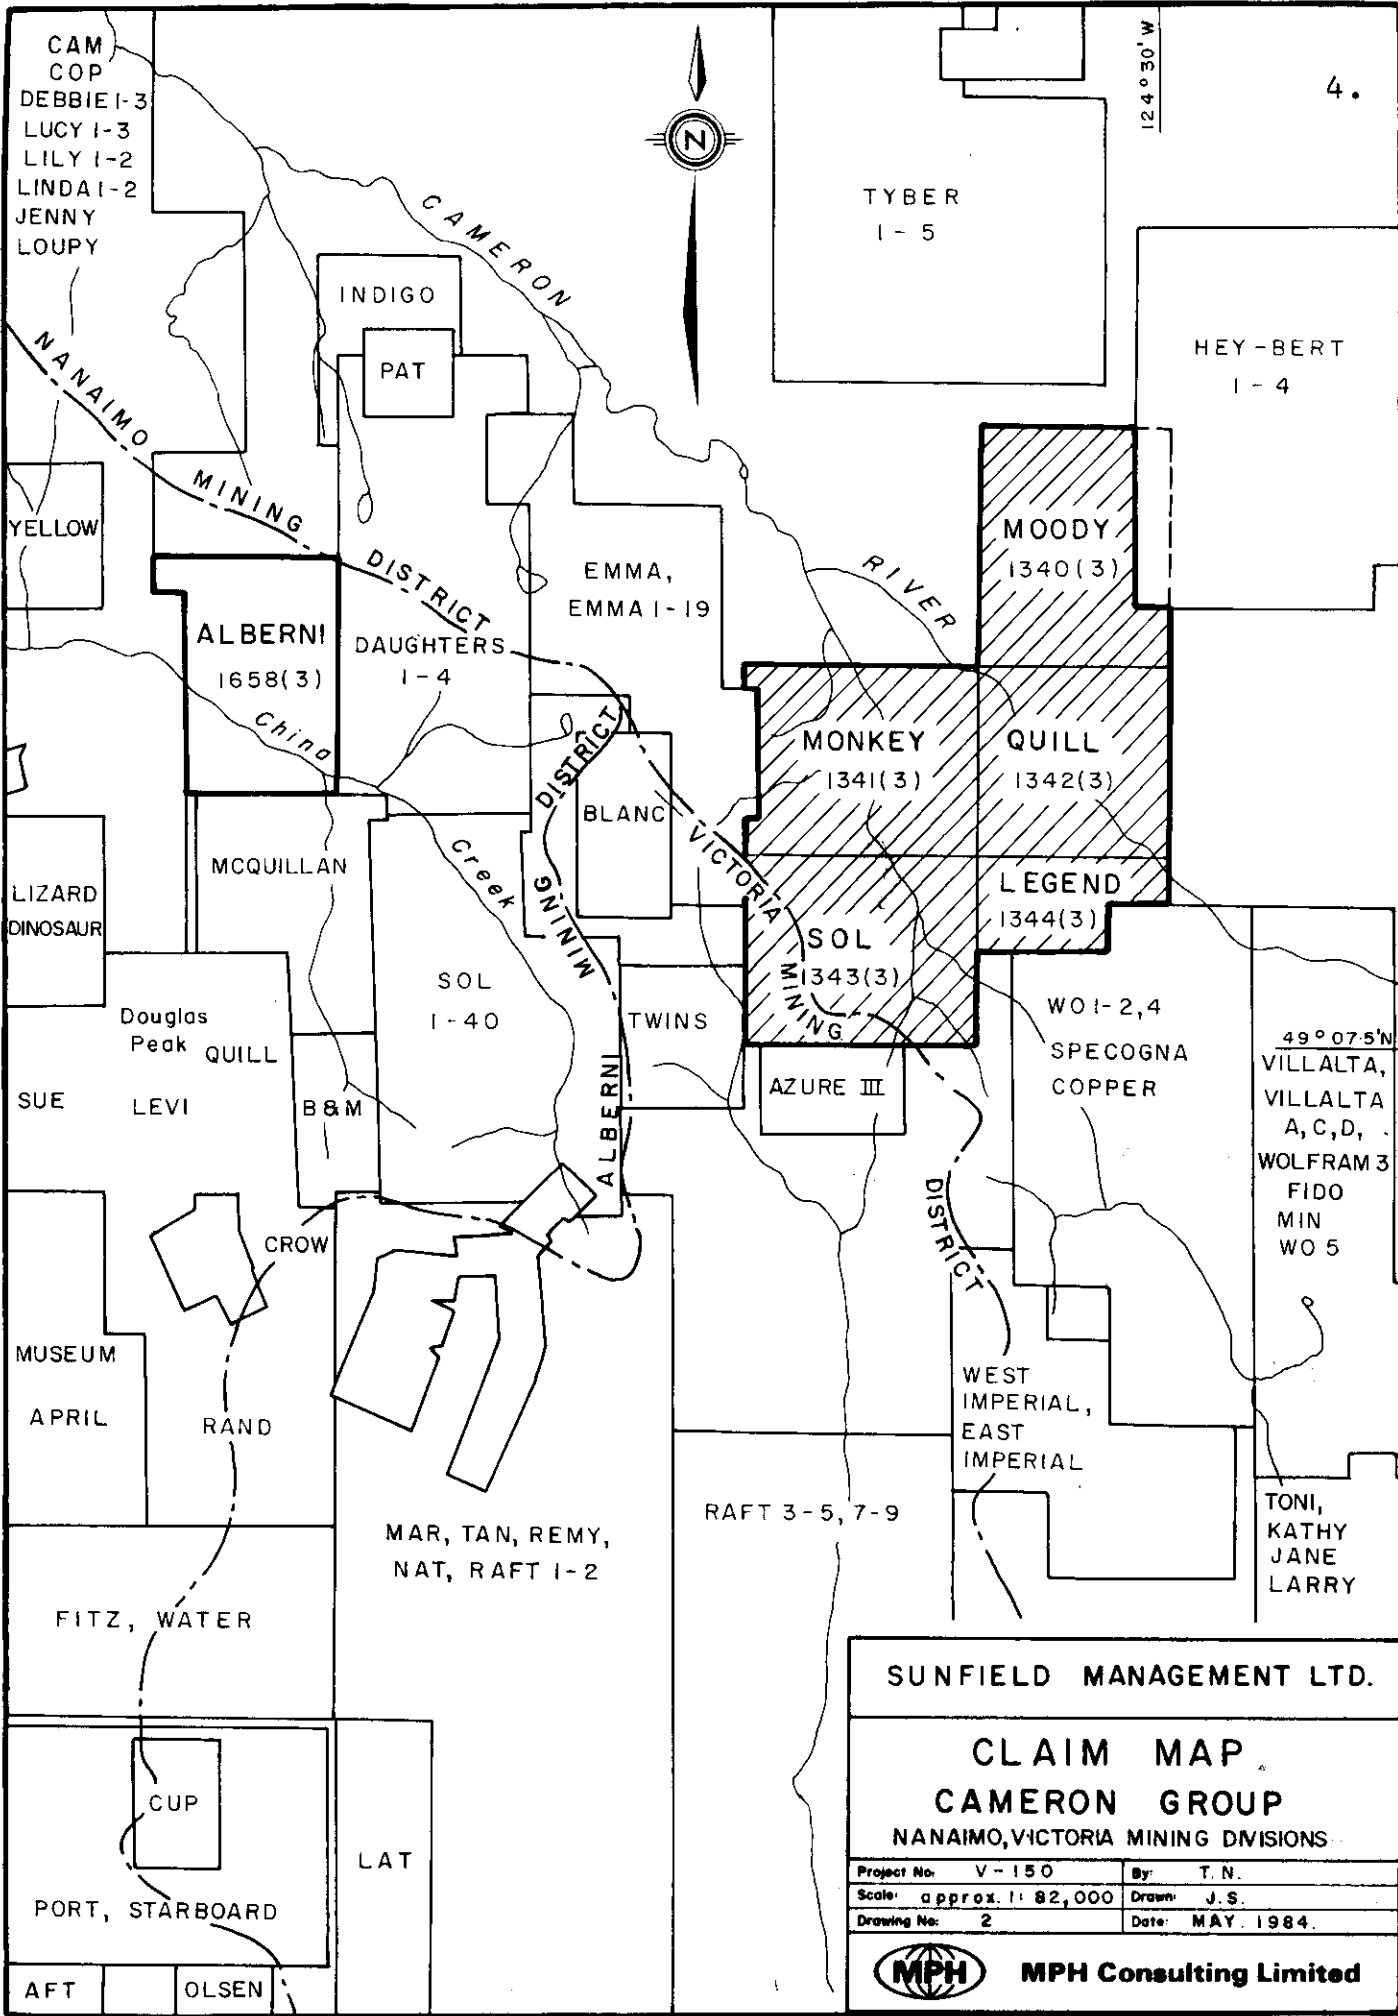 4.
124° 30' W
CAM
COP
DEBBIE 1-3
LUCY 1-3
LILY 1-2
LINDA 1-2
JENNY
LOUPY
N
CAMERON
RIVER
TYBER
1-5
HEY-BERT
1-4
INDIGO
PAT
NANAIMO
MINING
DISTRICT
YELLOW
MOODY
1340(3)
EMMA,
EMMA 1-19
ALBERNI
1658(3)
DAUGHTERS
1-4
China
Creek
DISTRICT
MINING
ALBERNI
MONKEY
1341(3)
QUILL
1342(3)
BLANC
VICTORIA
MINING
DISTRICT
MCQUILLAN
LEGEND
1344(3)
LIZARD
DINOSAUR
SOL
1343(3)
SOL
1-40
TWINS
WO 1-2,4
SPECOGNA
COPPER
Douglas
Peak
QUILL
49° 07.5'N
VILLALTA,
VILLALTA
A, C, D,
WOLFRAM 3
FIDO
MIN
WO 5
SUE
LEVI
B&M
AZURE III
CROW
MUSEUM
APRIL
RAND
WEST
IMPERIAL,
EAST
IMPERIAL
RAFT 3-5, 7-9
TONI,
KATHY
JANE
LARRY
MAR, TAN, REMY,
NAT, RAFT 1-2
FITZ, WATER
CUP
LAT
PORT, STARBOARD
AFT
OLSEN
SUNFIELD MANAGEMENT LTD.
CLAIM MAP
CAMERON GROUP
NANAIMO, VICTORIA MINING DIVISIONS
Project No: V-150 By: T. N.
Scale: approx. 1: 82,000 Drawn: J. S.
Drawing No: 2 Date: MAY. 1984.
MPH MPH Consulting Limited